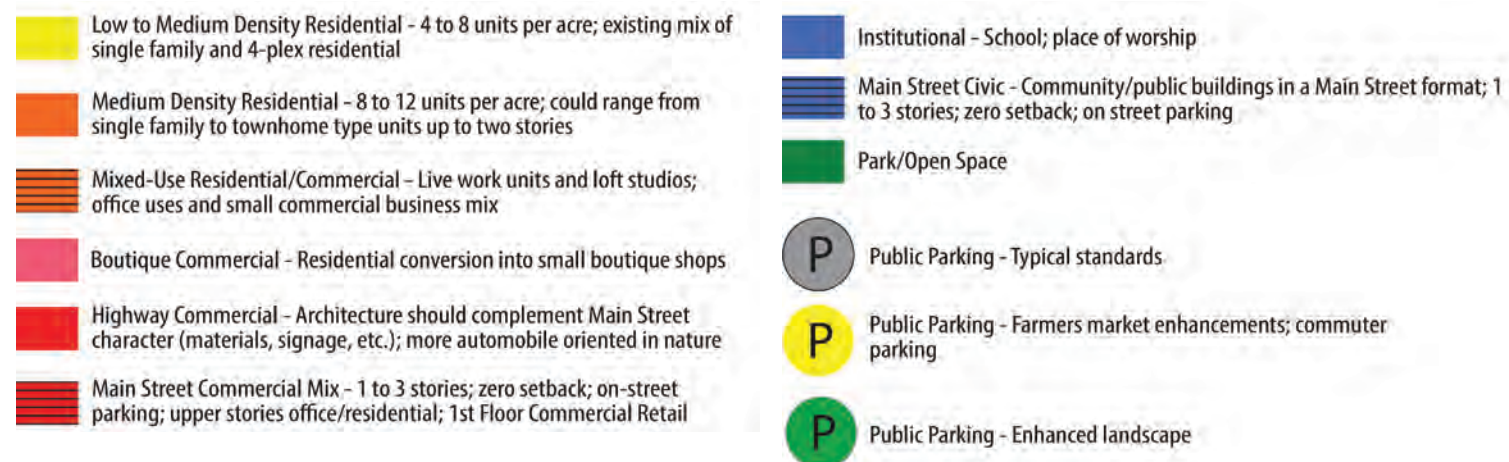 Low to Medium Density Residential - 4 to 8 units per acre; existing mix of
single family and 4-plex residential
Medium Density Residential - 8 to 12 units per acre; could range from
single family to townhome type units up to two stories
Mixed-Use Residential/Commercial - Live work units and loft studios;
office uses and small commercial business mix
Boutique Commercial - Residential conversion into small boutique shops
Highway Commercial - Architecture should complement Main Street
character (materials, signage, etc.); more automobile oriented in nature
Main Street Commercial Mix - 1 to 3 stories; zero setback; on-street
parking; upper stories office/residential; 1st Floor Commercial Retail
Institutional - School; place of worship
Main Street Civic - Community/public buildings in a Main Street format; 1
to 3 stories; zero setback; on street parking
Park/Open Space
P Public Parking - Typical standards
P Public Parking - Farmers market enhancements; commuter
parking
P Public Parking - Enhanced landscape